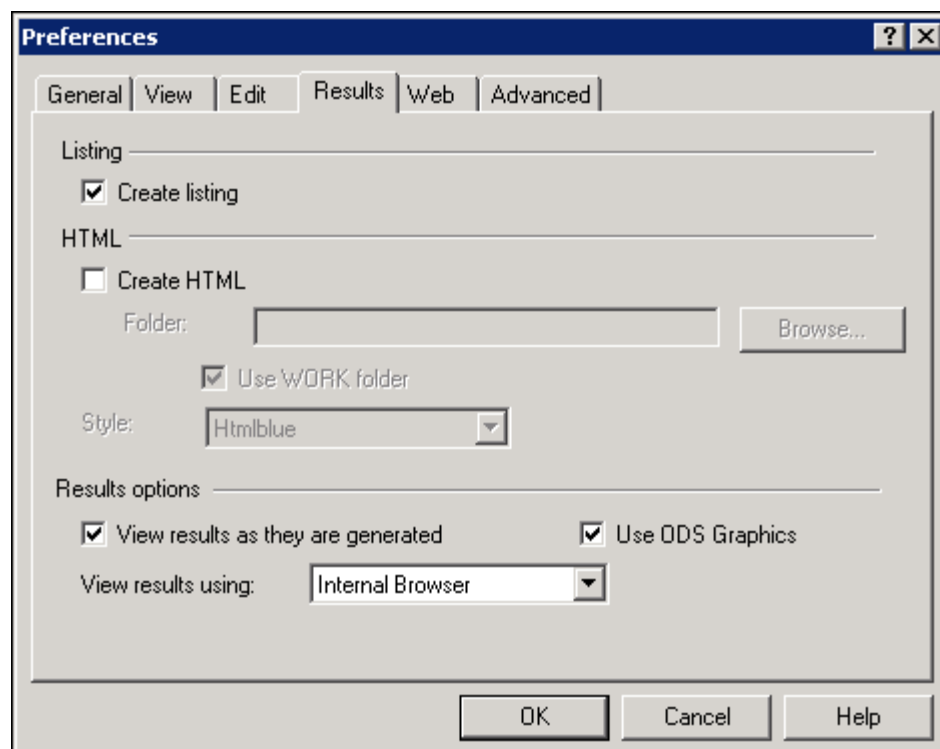 Preferences
General View Edit Results Web Advanced
Listing
Create listing
HTML
Create HTML
Folder: Browse...
Use WORK folder
Style: Htmlblue
Results options
View results as they are generated Use ODS Graphics
View results using: Internal Browser
OK Cancel Help